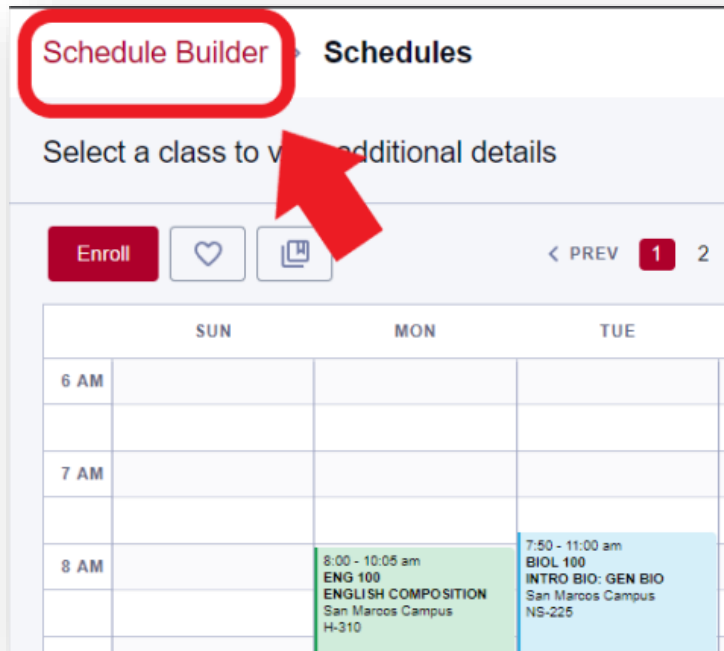 Schedule Builder > Schedules
Select a class to additional details
Enroll
< PREV 1 2
SUN MON TUE
6 AM
7 AM
8 AM
8:00 - 10:05 am
ENG 100
ENGLISH COMPOSITION
San Marcos Campus
H-310
7:50 - 11:00 am
BIOL 100
INTRO BIO: GEN BIO
San Marcos Campus
NS-225